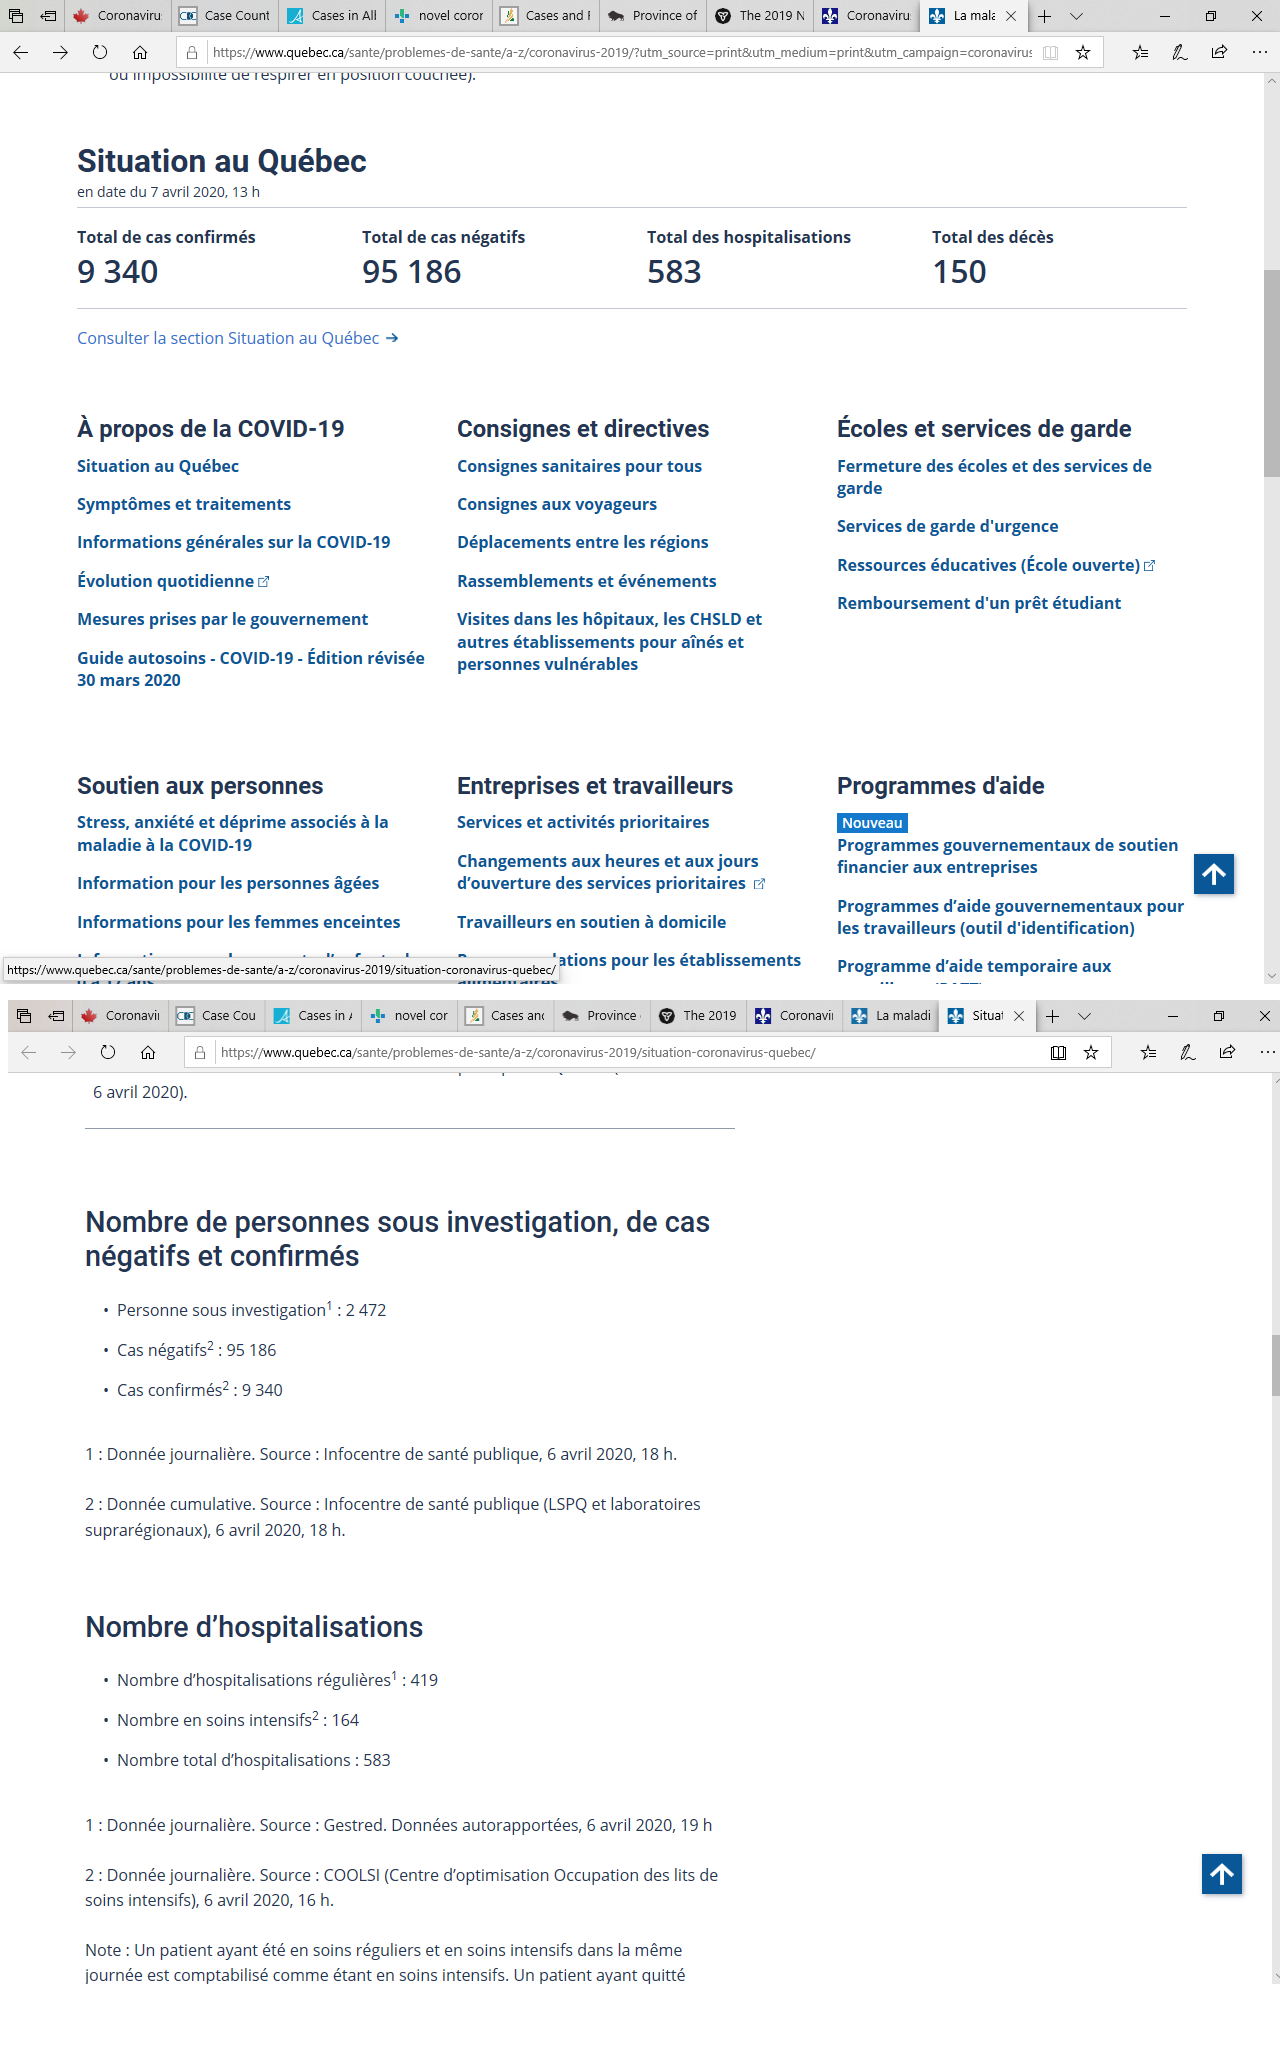 Coronaviru
Case Count
Cases in All
novel coror
Cases and F
Province of
The 2019 N
Coronaviru
La mala
https://www.quebec.ca/sante/problemes-de-sante/a-z/coronavirus-2019/?utm_source=print&utm_medium=print&utm_campaign=coronavirus
ou impossibilité de respirer en position couchée).
Situation au Québec
en date du 7 avril 2020, 13 h
Total de cas confirmés
9 340
Total de cas négatifs
95 186
Total des hospitalisations
583
Total des décès
150
Consulter la section Situation au Québec →
À propos de la COVID-19
Situation au Québec
Symptômes et traitements
Informations générales sur la COVID-19
Évolution quotidienne
Mesures prises par le gouvernement
Guide autosoins - COVID-19 - Édition révisée
30 mars 2020
Consignes et directives
Consignes sanitaires pour tous
Consignes aux voyageurs
Déplacements entre les régions
Rassemblements et événements
Visites dans les hôpitaux, les CHSLD et
autres établissements pour aînés et
personnes vulnérables
Écoles et services de garde
Fermeture des écoles et des services de
garde
Services de garde d'urgence
Ressources éducatives (École ouverte)
Remboursement d'un prêt étudiant
Soutien aux personnes
Stress, anxiété et déprime associés à la
maladie à la COVID-19
Information pour les personnes âgées
Informations pour les femmes enceintes
Entreprises et travailleurs
Services et activités prioritaires
Changements aux heures et aux jours
d’ouverture des services prioritaires
Travailleurs en soutien à domicile
pour les établissements
alimentaires
Programmes d'aide
Nouveau
Programmes gouvernementaux de soutien
financier aux entreprises
Programmes d’aide gouvernementaux pour
les travailleurs (outil d'identification)
Programme d’aide temporaire aux
https://www.quebec.ca/sante/problemes-de-sante/a-z/coronavirus-2019/situation-coronavirus-quebec/
Coronavir
Case Cou
Cases in A
novel cor
Cases anc
Province
The 2019
Coronavir
La maladi
Situat
https://www.quebec.ca/sante/problemes-de-sante/a-z/coronavirus-2019/situation-coronavirus-quebec/
6 avril 2020).
Nombre de personnes sous investigation, de cas
négatifs et confirmés
• Personne sous investigation1 : 2 472
• Cas négatifs2 : 95 186
• Cas confirmés2 : 9 340
1 : Donnée journalière. Source : Infocentre de santé publique, 6 avril 2020, 18 h.
2 : Donnée cumulative. Source : Infocentre de santé publique (LSPQ et laboratoires
suprarégionaux), 6 avril 2020, 18 h.
Nombre d’hospitalisations
• Nombre d’hospitalisations régulières1 : 419
• Nombre en soins intensifs2 : 164
• Nombre total d’hospitalisations : 583
1 : Donnée journalière. Source : Gestred. Données autorapportées, 6 avril 2020, 19 h
2 : Donnée journalière. Source : COOLSI (Centre d’optimisation Occupation des lits de
soins intensifs), 6 avril 2020, 16 h.
Note : Un patient ayant été en soins réguliers et en soins intensifs dans la même
journée est comptabilisé comme étant en soins intensifs. Un patient ayant quitté